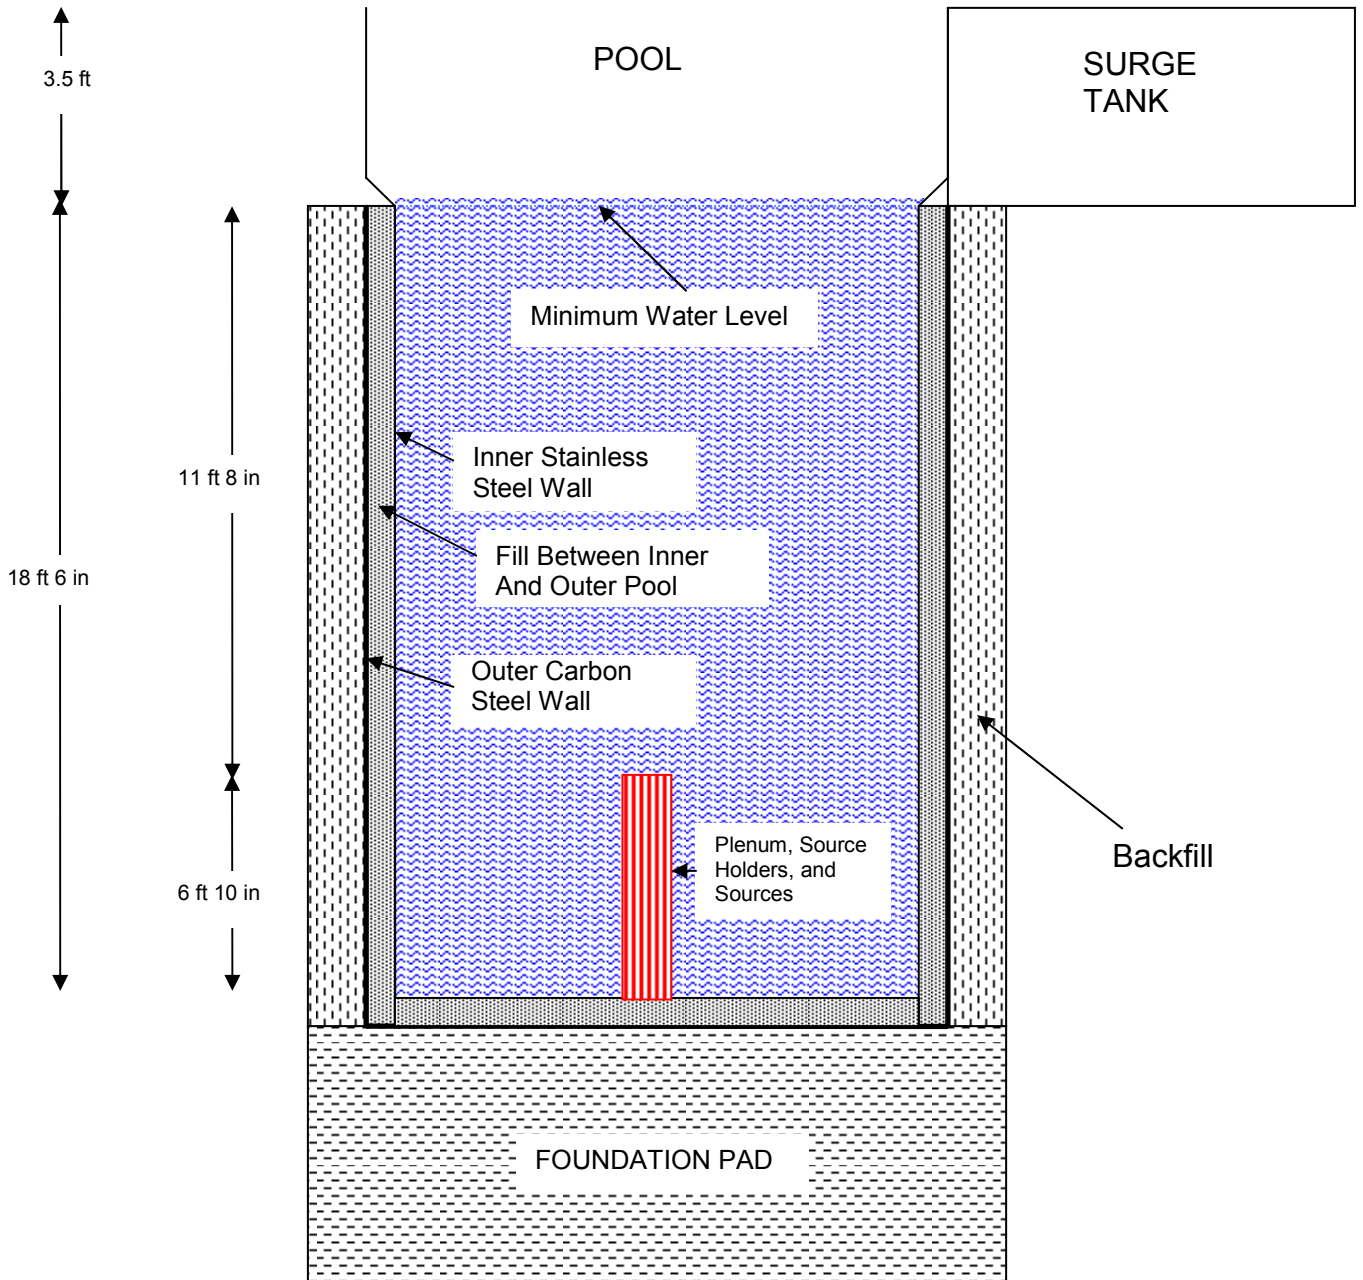 POOL
SURGE
TANK
3.5 ft
Minimum Water Level
Inner Stainless
Steel Wall
11 ft 8 in
Fill Between Inner
And Outer Pool
18 ft 6 in
Outer Carbon
Steel Wall
Plenum, Source
Holders, and
Sources
Backfill
6 ft 10 in
FOUNDATION PAD